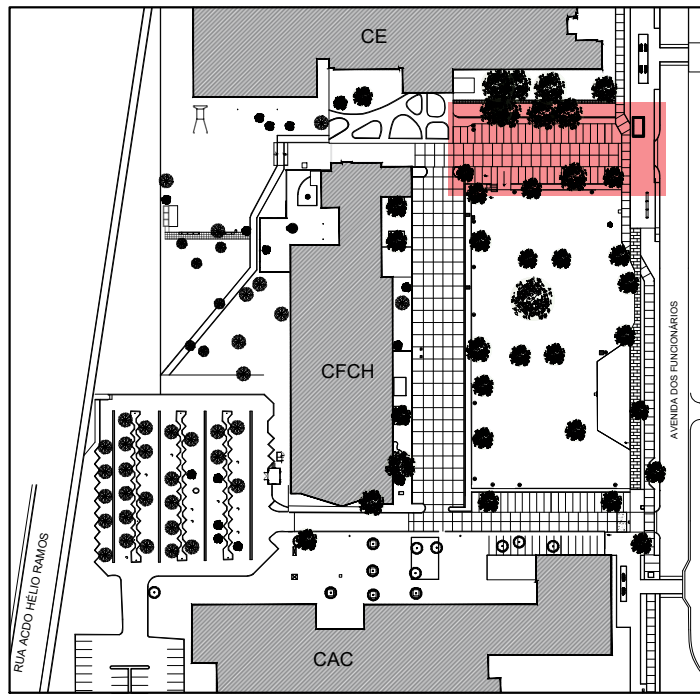 CE
CFCH
AVENIDA DOS FUNCIONÁRIOS
RUA ACDO HÉLIO RAMOS
CAC